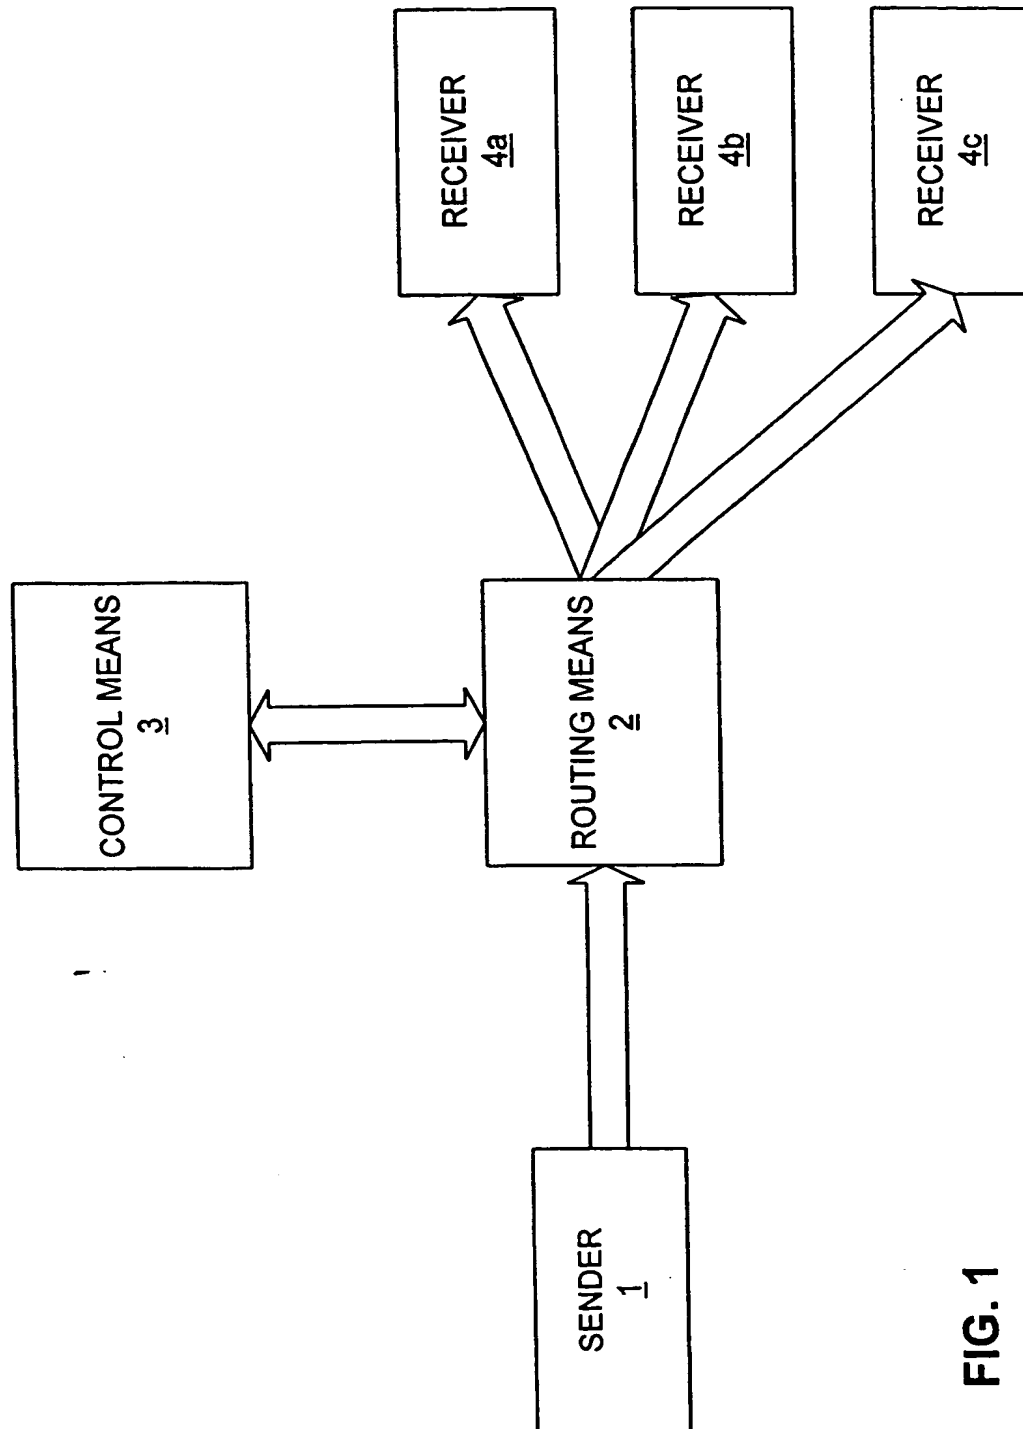 CONTROL MEANS
3
SENDER
1
ROUTING MEANS
2
RECEIVER
4a
RECEIVER
4b
RECEIVER
4c
FIG. 1